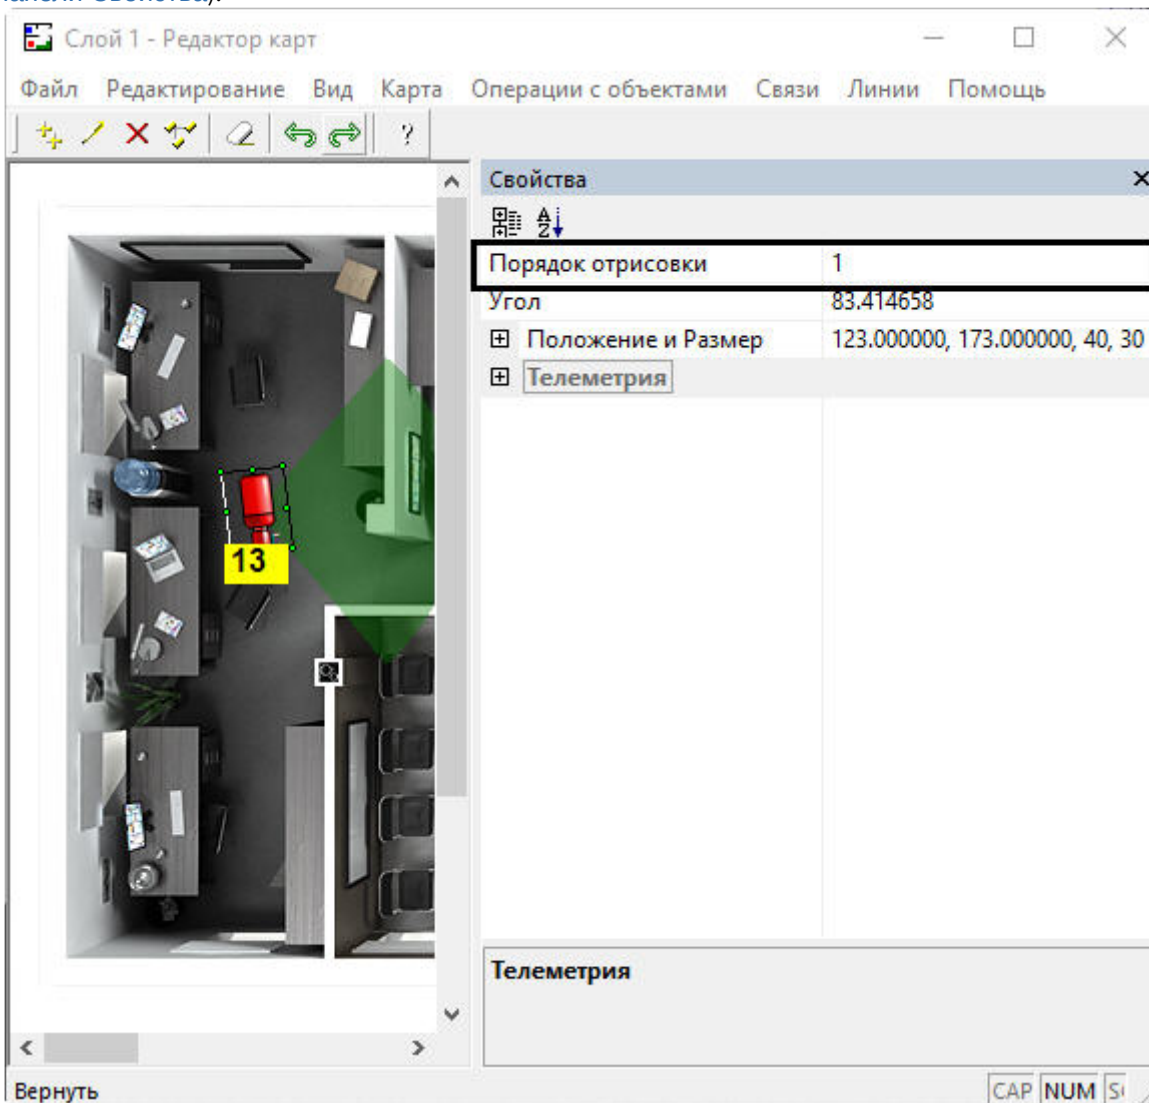 Слой 1 - Редактор карт
Файл Редактирование Вид Карта Операции с объектами Связи Линии Помощь
?
Свойства
Порядок отрисовки 1
Угол 83.414658
Положение и Размер 123.000000, 173.000000, 40, 30
Телеметрия
13
Телеметрия
Вернуть CAP NUM